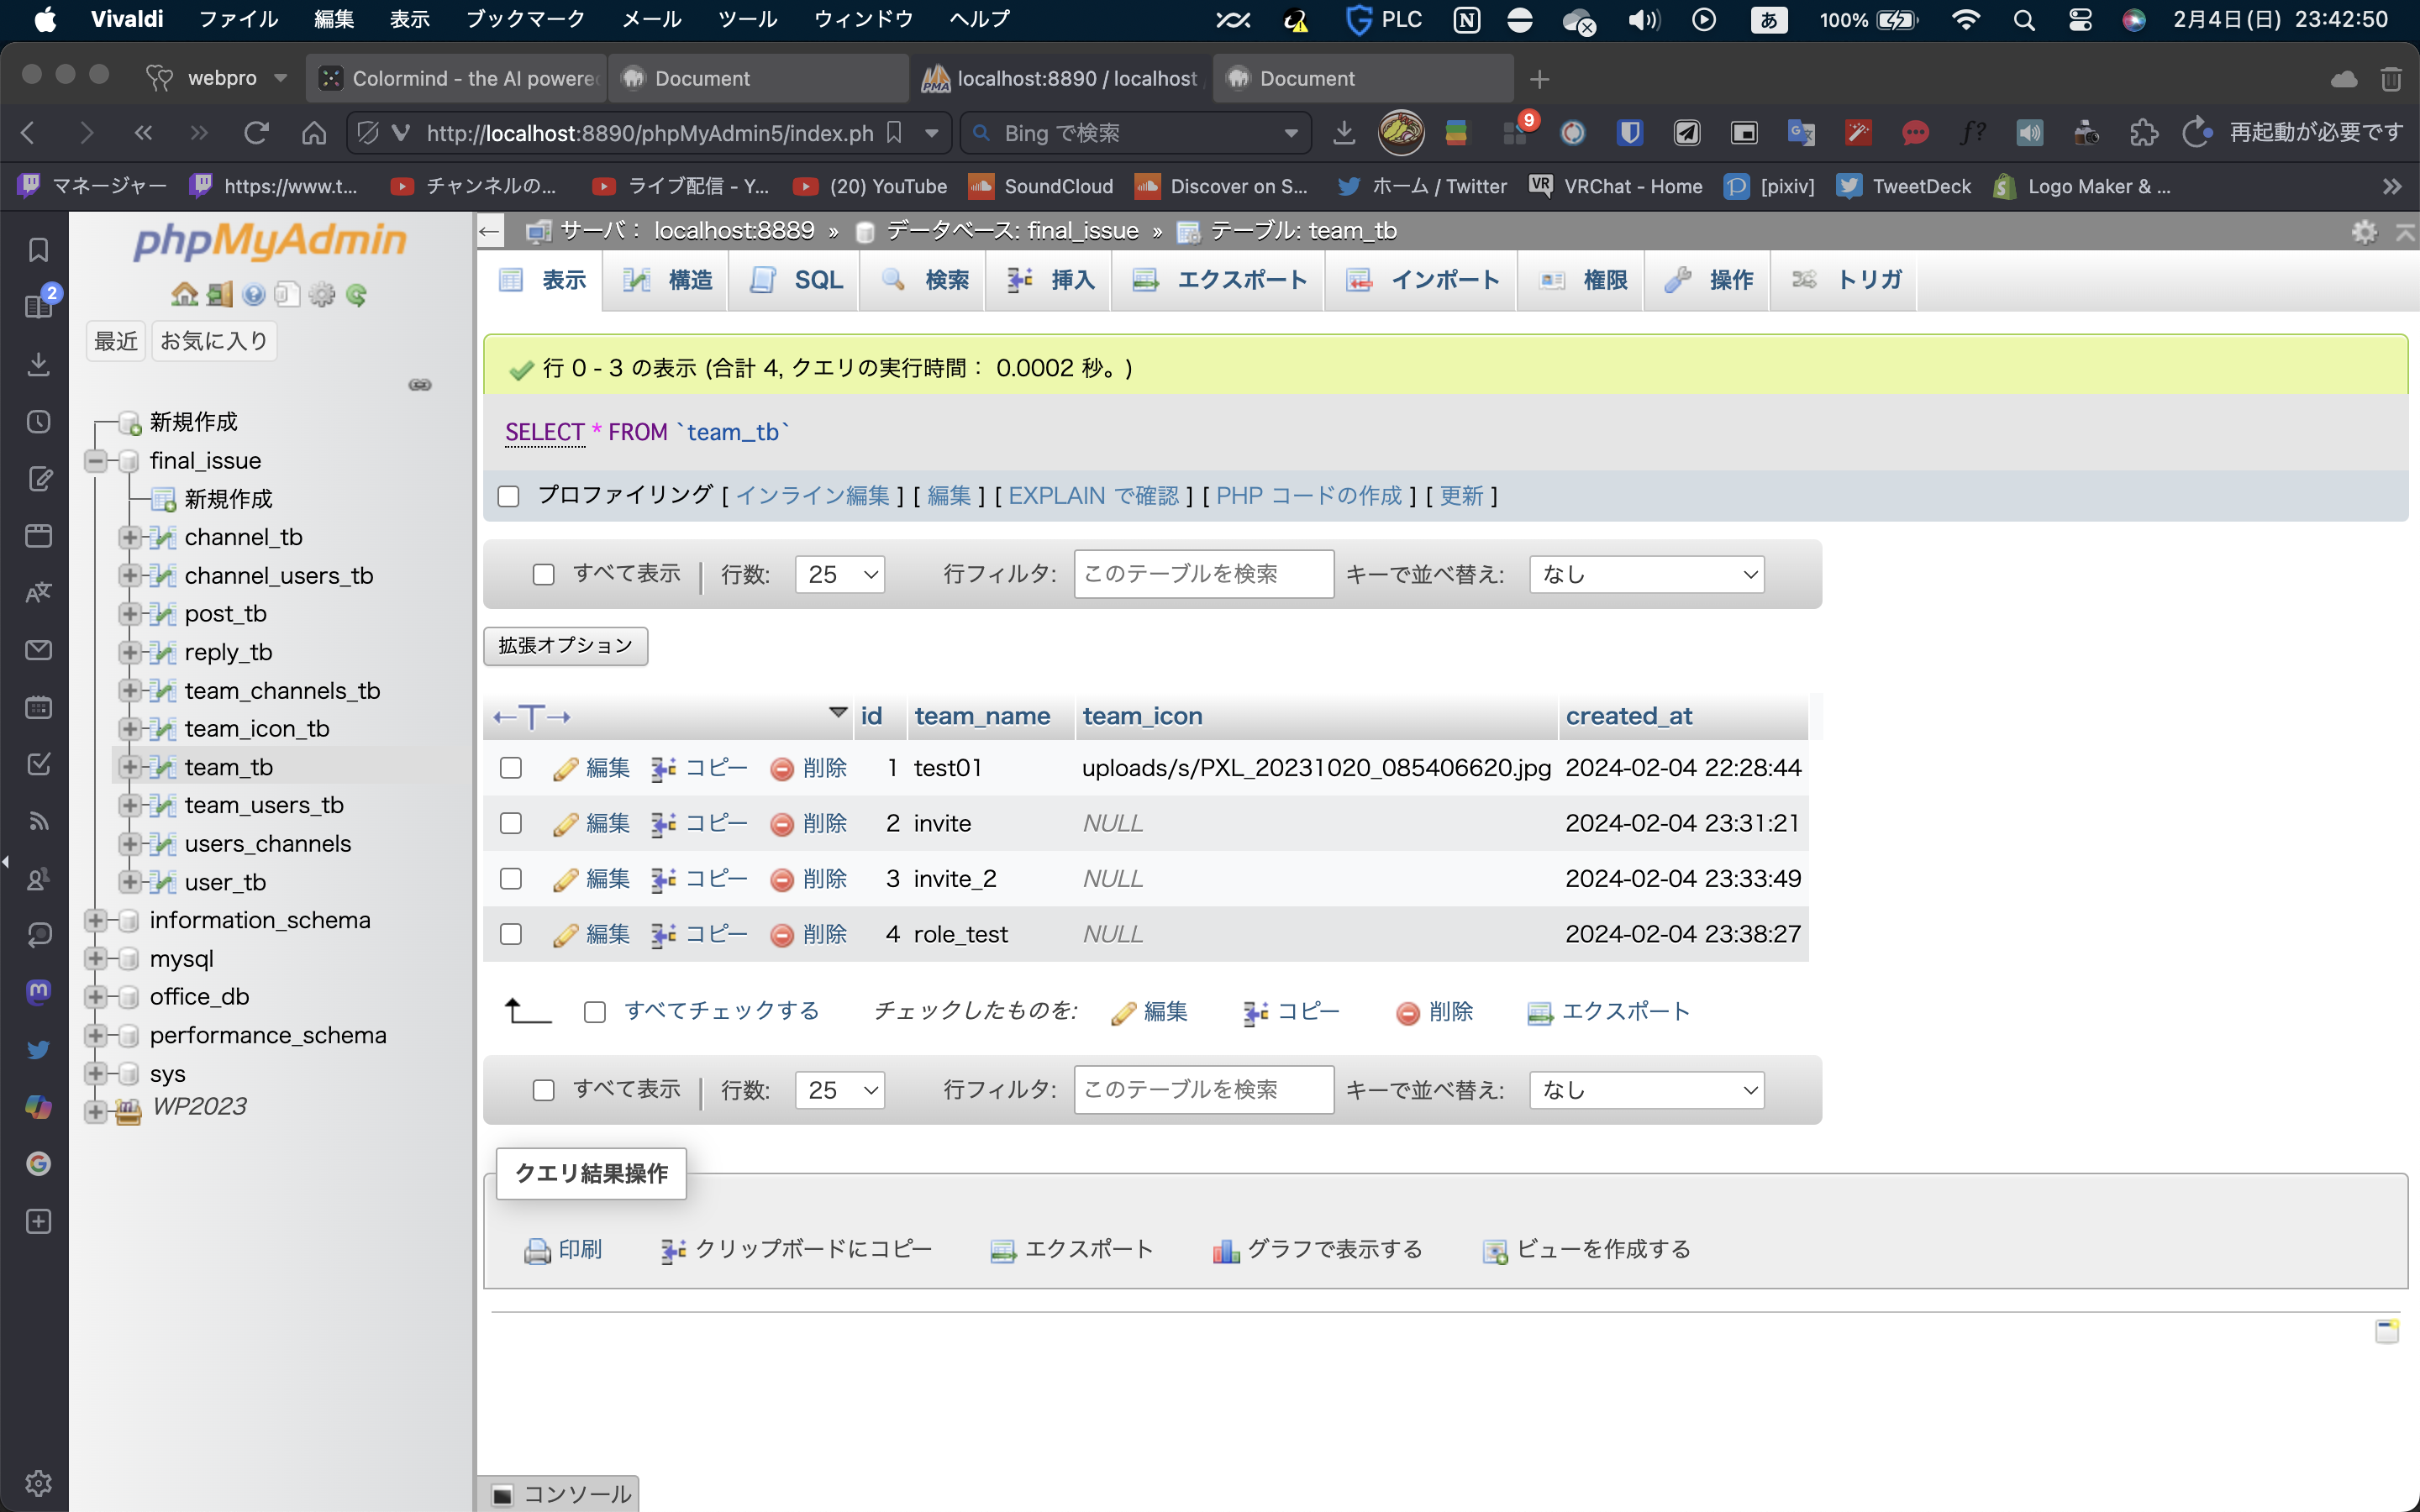 Vivaldi ファイル 編集 表示 ブックマーク メール ツール ウィンドウ ヘルプ PLC あ 100% 2月4日(日) 23:42:50
webpro Colormind - the AI powere Document localhost:8890 / localhost Document
http://localhost:8890/phpMyAdmin5/index.ph Bing で検索 9 再起動が必要です
マネージャー https://www.t... チャンネルの... ライブ配信 - Y... (20) YouTube SoundCloud Discover on S... ホーム / Twitter VRChat - Home [pixiv] TweetDeck Logo Maker & ...
2
phpMyAdmin
最近 お気に入り
新規作成
final_issue
新規作成
channel_tb
channel_users_tb
post_tb
reply_tb
team_channels_tb
team_icon_tb
team_tb
team_users_tb
users_channels
user_tb
information_schema
mysql
office_db
performance_schema
sys
WP2023
サーバ： localhost:8889 » データベース: final_issue » テーブル: team_tb
表示 構造 SQL 検索 挿入 エクスポート インポート 権限 操作 トリガ
行 0 - 3 の表示 (合計 4, クエリの実行時間： 0.0002 秒。)
SELECT * FROM `team_tb`
プロファイリング [ インライン編集 ] [ 編集 ] [ EXPLAIN で確認 ] [ PHP コードの作成 ] [ 更新 ]
すべて表示 行数: 25 行フィルタ: このテーブルを検索 キーで並べ替え: なし
拡張オプション
←T→ id team_name team_icon created_at
編集 コピー 削除 1 test01 uploads/s/PXL_20231020_085406620.jpg 2024-02-04 22:28:44
編集 コピー 削除 2 invite NULL 2024-02-04 23:31:21
編集 コピー 削除 3 invite_2 NULL 2024-02-04 23:33:49
編集 コピー 削除 4 role_test NULL 2024-02-04 23:38:27
すべてチェックする チェックしたものを: 編集 コピー 削除 エクスポート
すべて表示 行数: 25 行フィルタ: このテーブルを検索 キーで並べ替え: なし
クエリ結果操作
印刷 クリップボードにコピー エクスポート グラフで表示する ビューを作成する
コンソール